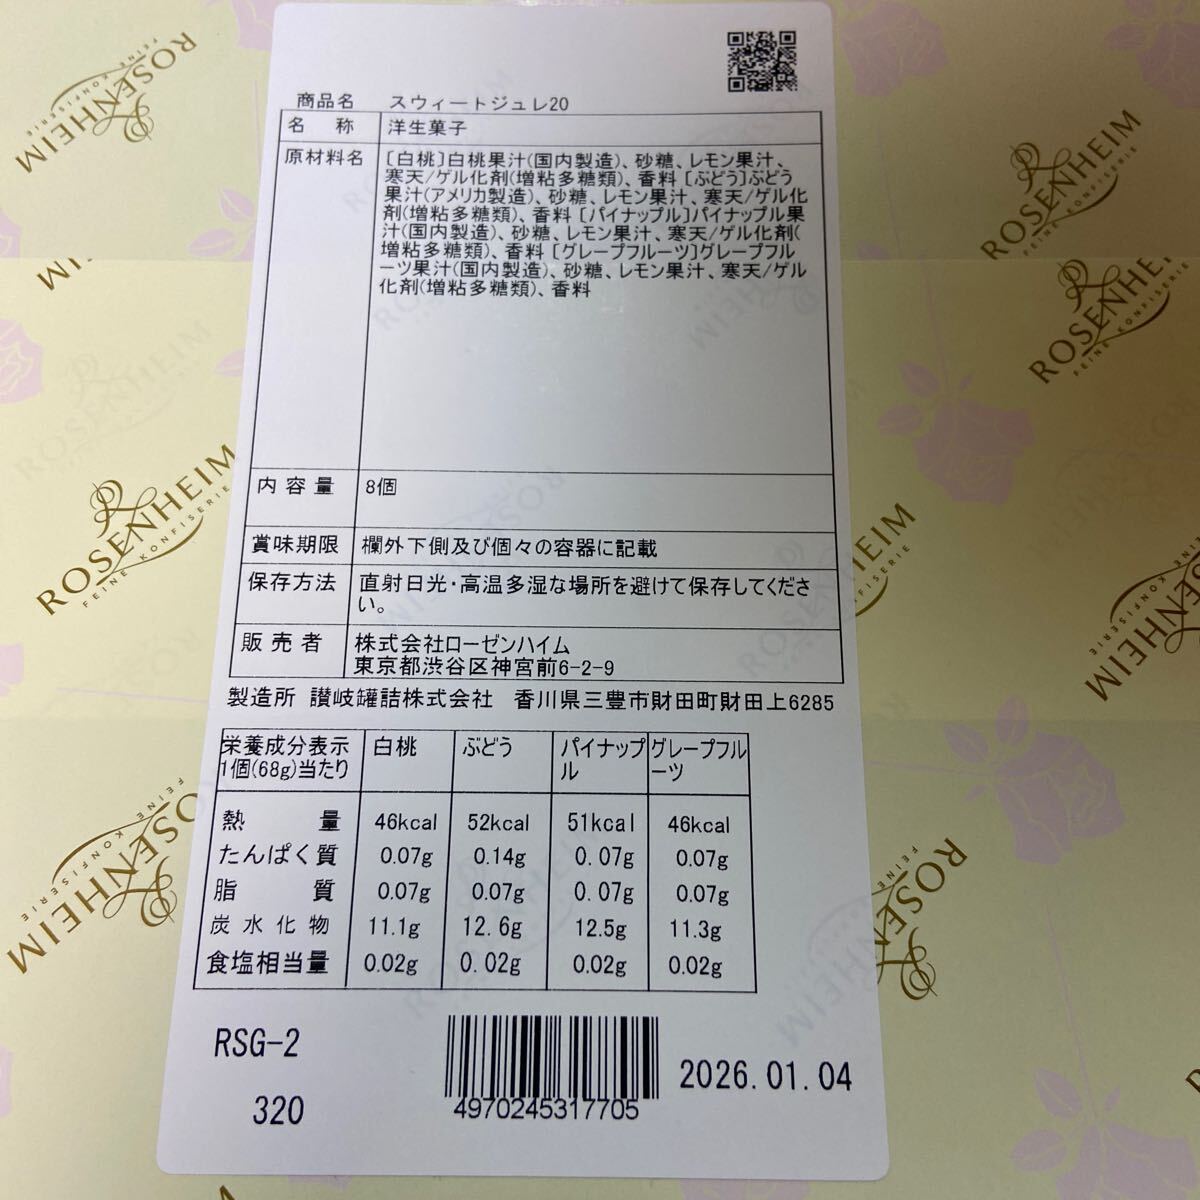 商品名 スウィートジュレ20
名称 洋生菓子
原材料名 [白桃]白桃果汁(国内製造)、砂糖、レモン果汁、
寒天/ゲル化剤(増粘多糖類)、香料 [ぶどう]ぶどう
果汁(アメリカ製造)、砂糖、レモン果汁、寒天/ゲル化
剤(増粘多糖類)、香料 [パイナップル]パイナップル果
汁(国内製造)、砂糖、レモン果汁、寒天/ゲル化剤(
増粘多糖類)、香料 [グレープフルーツ]グレープフル
ーツ果汁(国内製造)、砂糖、レモン果汁、寒天/ゲル
化剤(増粘多糖類)、香料
内容量 8個
賞味期限 欄外下側及び個々の容器に記載
保存方法 直射日光・高温多湿な場所を避けて保存してくださ
い。
販売者 株式会社ローゼンハイム
東京都渋谷区神宮前6-2-9
製造所 讃岐罐詰株式会社 香川県三豊市財田町財田上6285
栄養成分表示 白桃 ぶどう パイナップ グレープフル
1個(68g)当たり ル ーツ
熱量 46kcal 52kcal 51kcal 46kcal
たんぱく質 0.07g 0.14g 0.07g 0.07g
脂質 0.07g 0.07g 0.07g 0.07g
炭水化物 11.1g 12.6g 12.5g 11.3g
食塩相当量 0.02g 0.02g 0.02g 0.02g
RSG-2
320
4970245317705
2026.01.04
ROSENHEIM
FEINE KONFISERIE
ROSENHEIM
FEINE KONFISERIE
ROSENHEIM
FEINE KONFISERIE
ROSENHEIM
FEINE KONFISERIE
ROSENHEIM
FEINE KONFISERIE